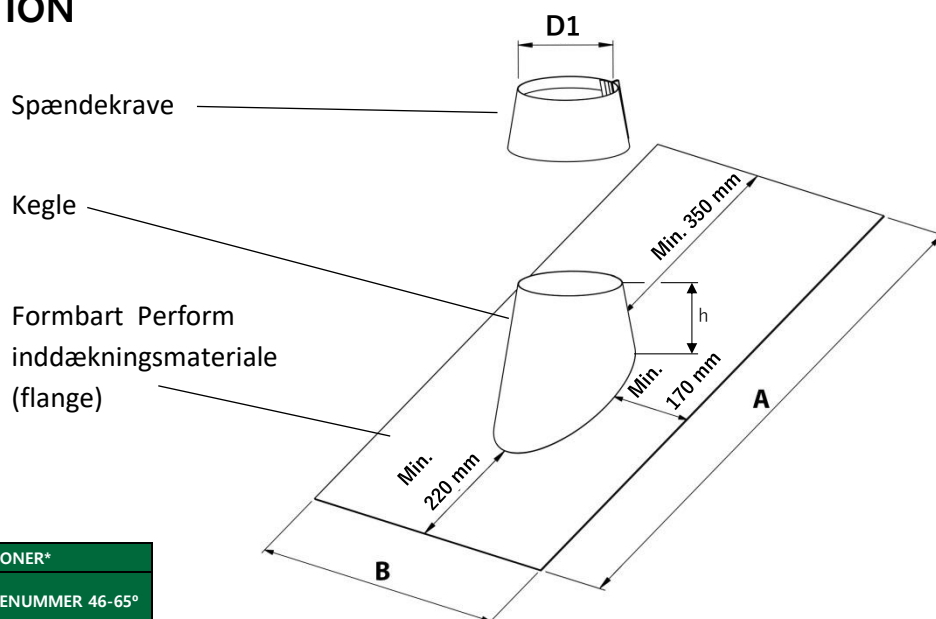 ION
D1
Spændekrave
Kegle
Formbart Perform
inddækningsmateriale
(flange)
Min. 350 mm
h
Min.
170 mm
A
Min.
220 mm
B
ONER*
ENUMMER 46-65º